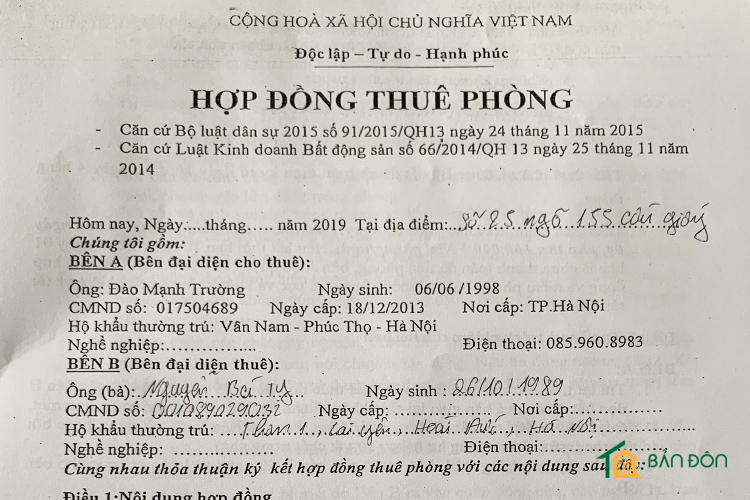 CỘNG HOÀ XÃ HỘI CHỦ NGHĨA VIỆT NAM
Độc lập – Tự do - Hạnh phúc
HỢP ĐỒNG THUÊ PHÒNG
- Căn cứ Bộ luật dân sự 2015 số 91/2015/QH13 ngày 24 tháng 11 năm 2015
- Căn cứ Luật Kinh doanh Bất động sản số 66/2014/QH 13 ngày 25 tháng 11 năm
2014
Hôm nay, Ngày:....tháng..... năm 2019 Tại địa điểm: số 25 ngõ 155 cầu giấy
Chúng tôi gồm:
BÊN A (Bên đại diện cho thuê):
Ông: Đào Mạnh Trường Ngày sinh: 06/06 /1998
CMND số: 017504689 Ngày cấp: 18/12/2013 Nơi cấp: TP.Hà Nội
Hộ khẩu thường trú: Vân Nam - Phúc Thọ - Hà Nội
Nghề nghiệp:............... Điện thoại: 085.960.8983
BÊN B (Bên đại diện thuê):
Ông (bà): Nguyễn Bá Tỵ Ngày sinh : 26/10/1989
CMND số: Ngày cấp: ............... Nơi cấp: ............
Hộ khẩu thường trú: Thôn 1, Lại Yên, Hoài Đức, Hà Nội
Nghề nghiệp: ............... Điện thoại:...............
Cùng nhau thỏa thuận ký kết hợp đồng thuê phòng với các nội dung sau đây:
BẢN ĐÔN
Điều 1:Nội dung hợp đồng